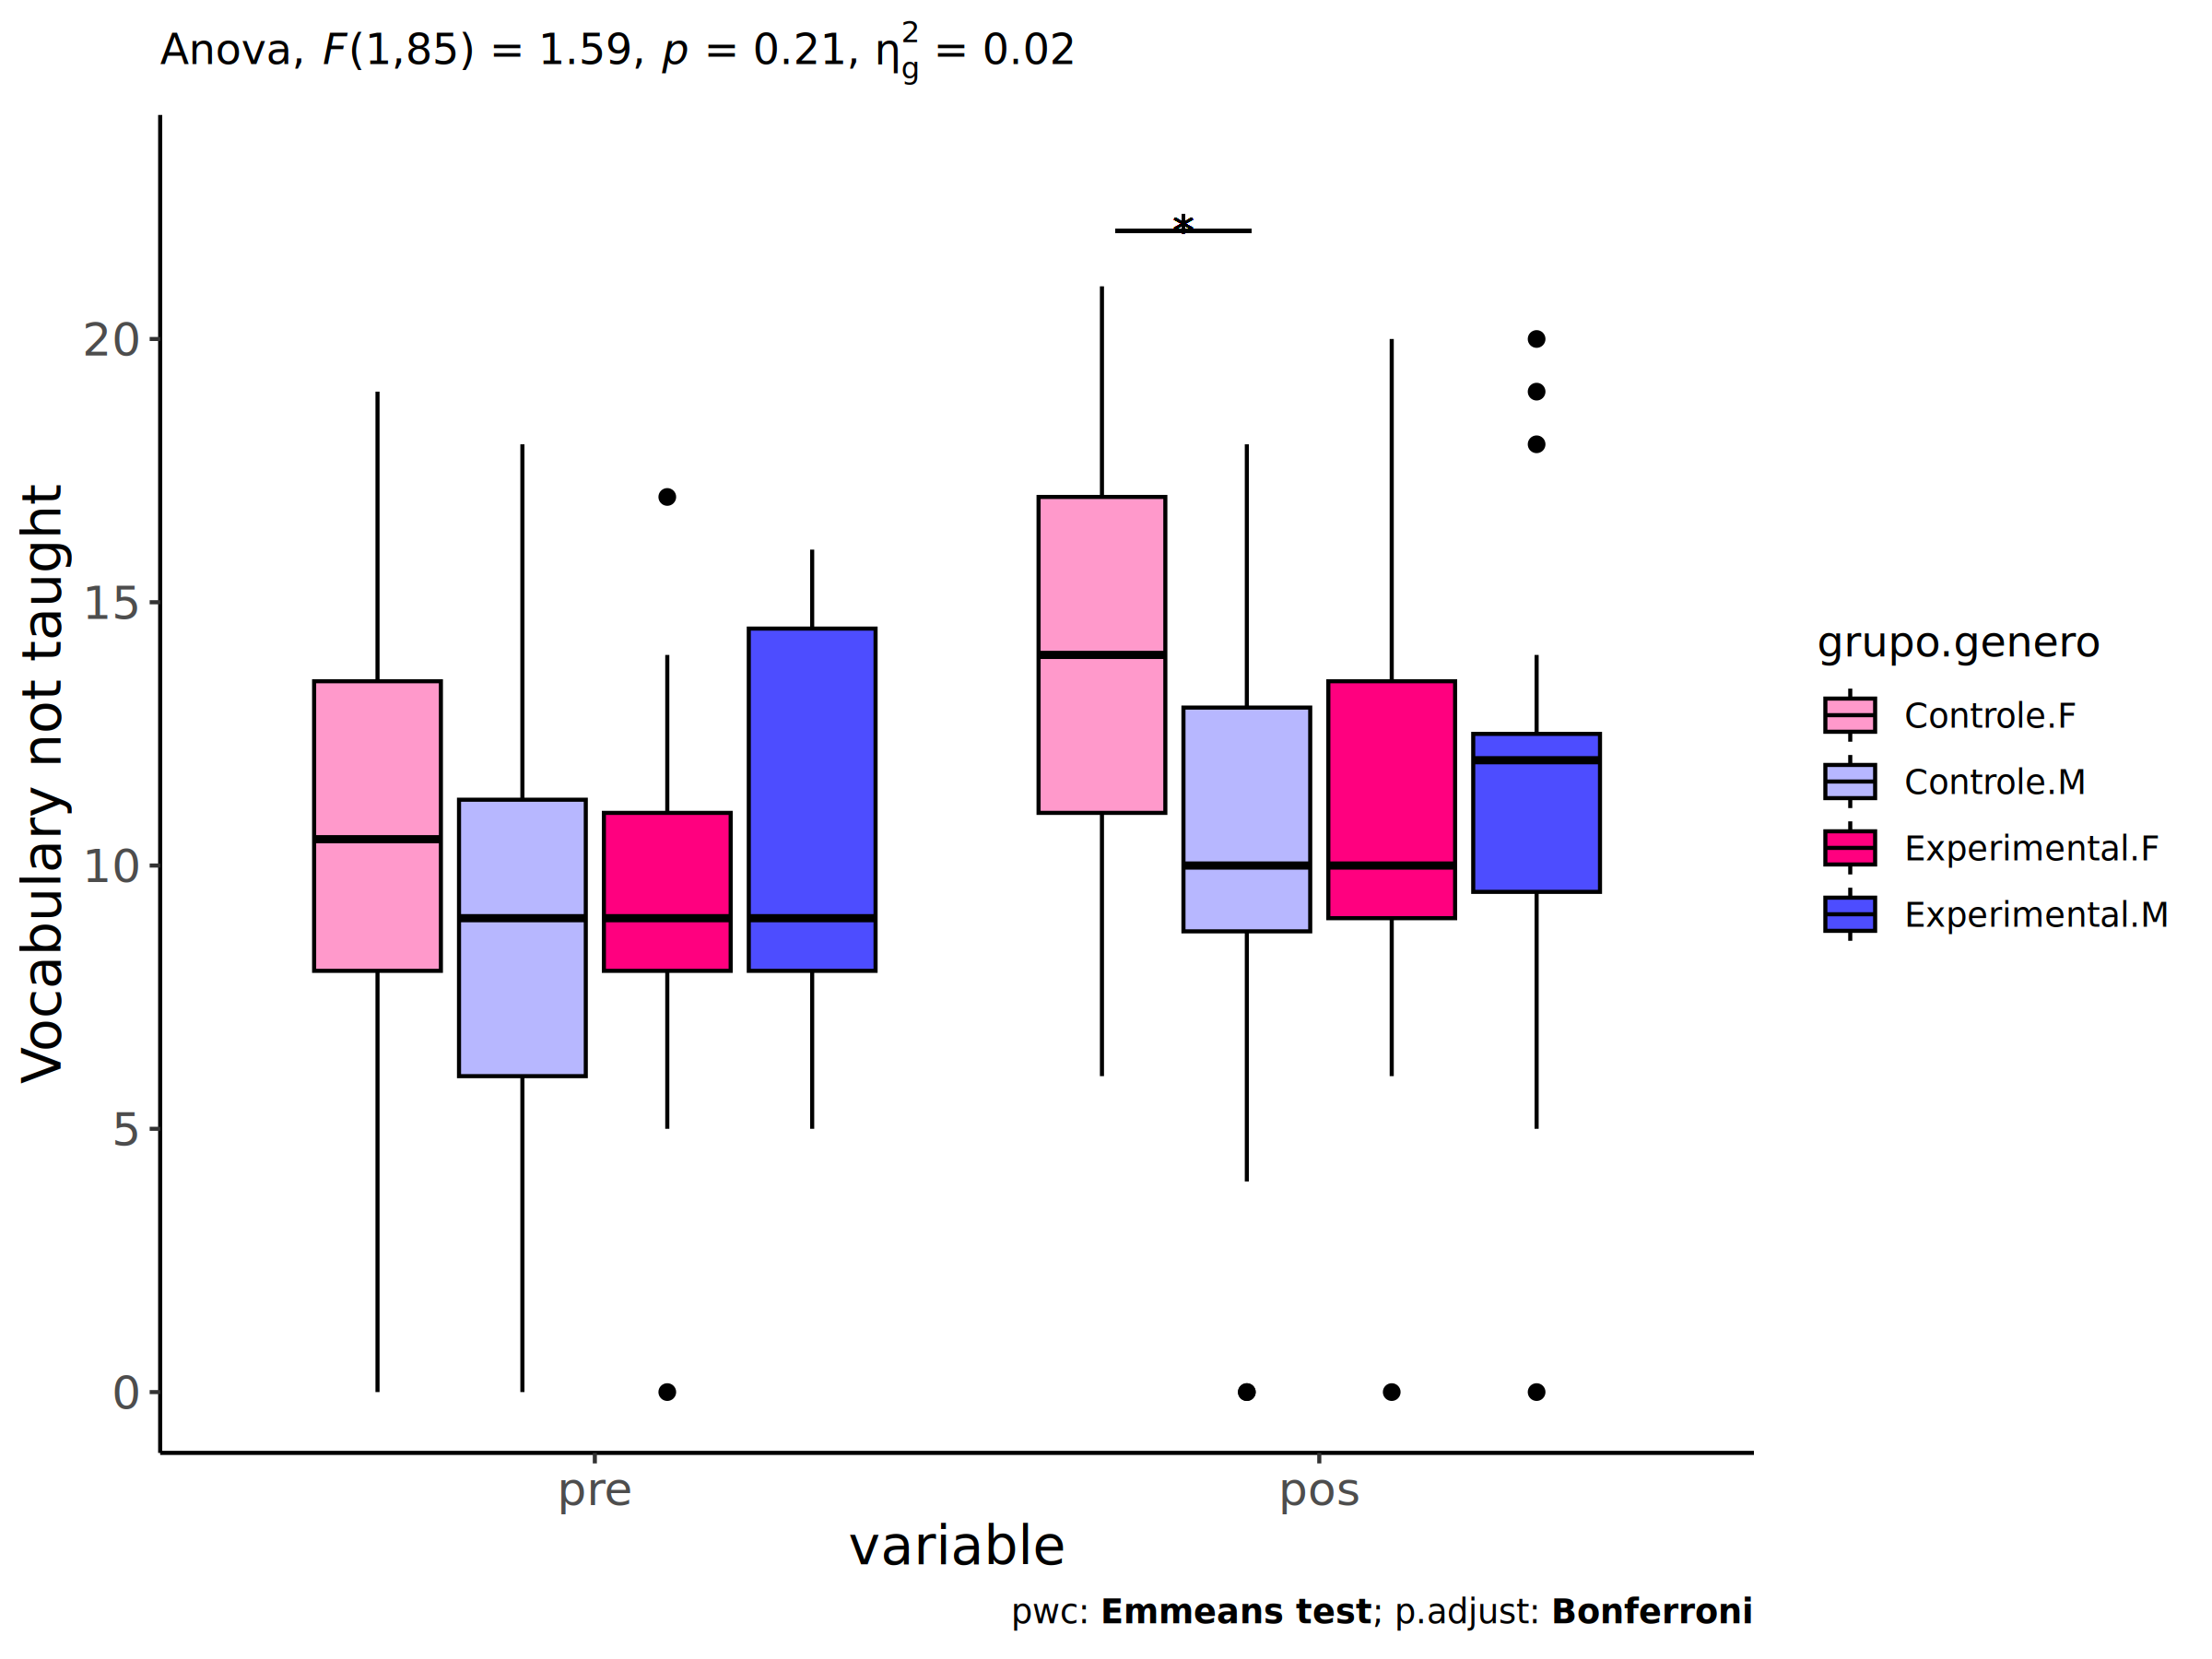 Anova, F(1,85) = 1.59, p = 0.21, η²g = 0.02
*
Vocabulary not taught
20
15
10
5
0
pre
pos
variable
grupo.genero
Controle.F
Controle.M
Experimental.F
Experimental.M
pwc: Emmeans test; p.adjust: Bonferroni